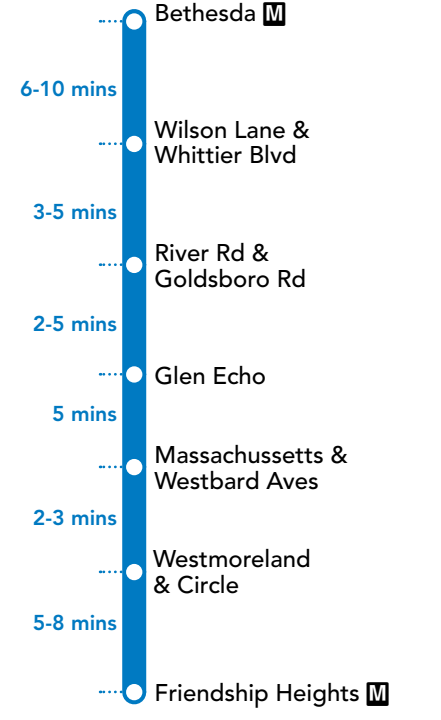 Bethesda M
6-10 mins
Wilson Lane &
Whittier Blvd
3-5 mins
River Rd &
Goldsboro Rd
2-5 mins
Glen Echo
5 mins
Massachussetts &
Westbard Aves
2-3 mins
Westmoreland
& Circle
5-8 mins
Friendship Heights M